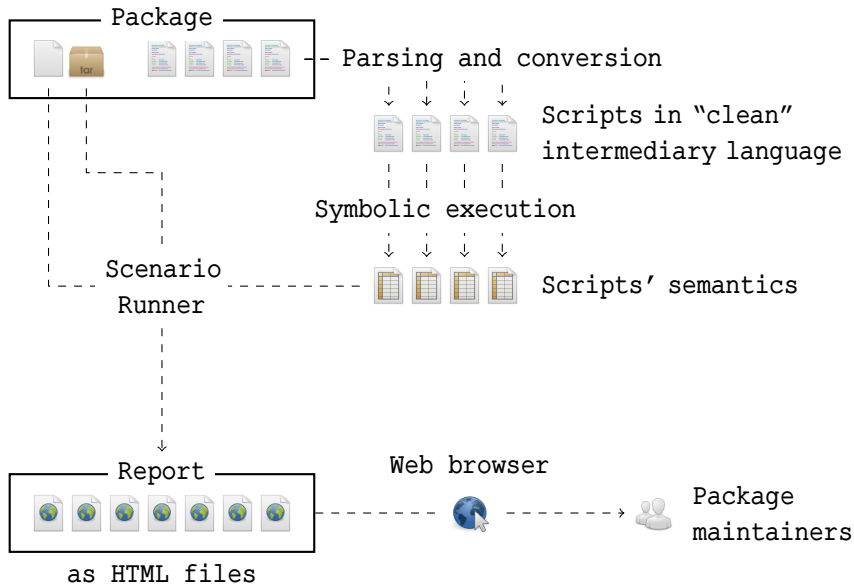 Package
tar
Parsing and conversion
Scripts in “clean”
intermediary language
Symbolic execution
Scenario
Runner
Scripts’ semantics
Report
Web browser
Package
maintainers
as HTML files